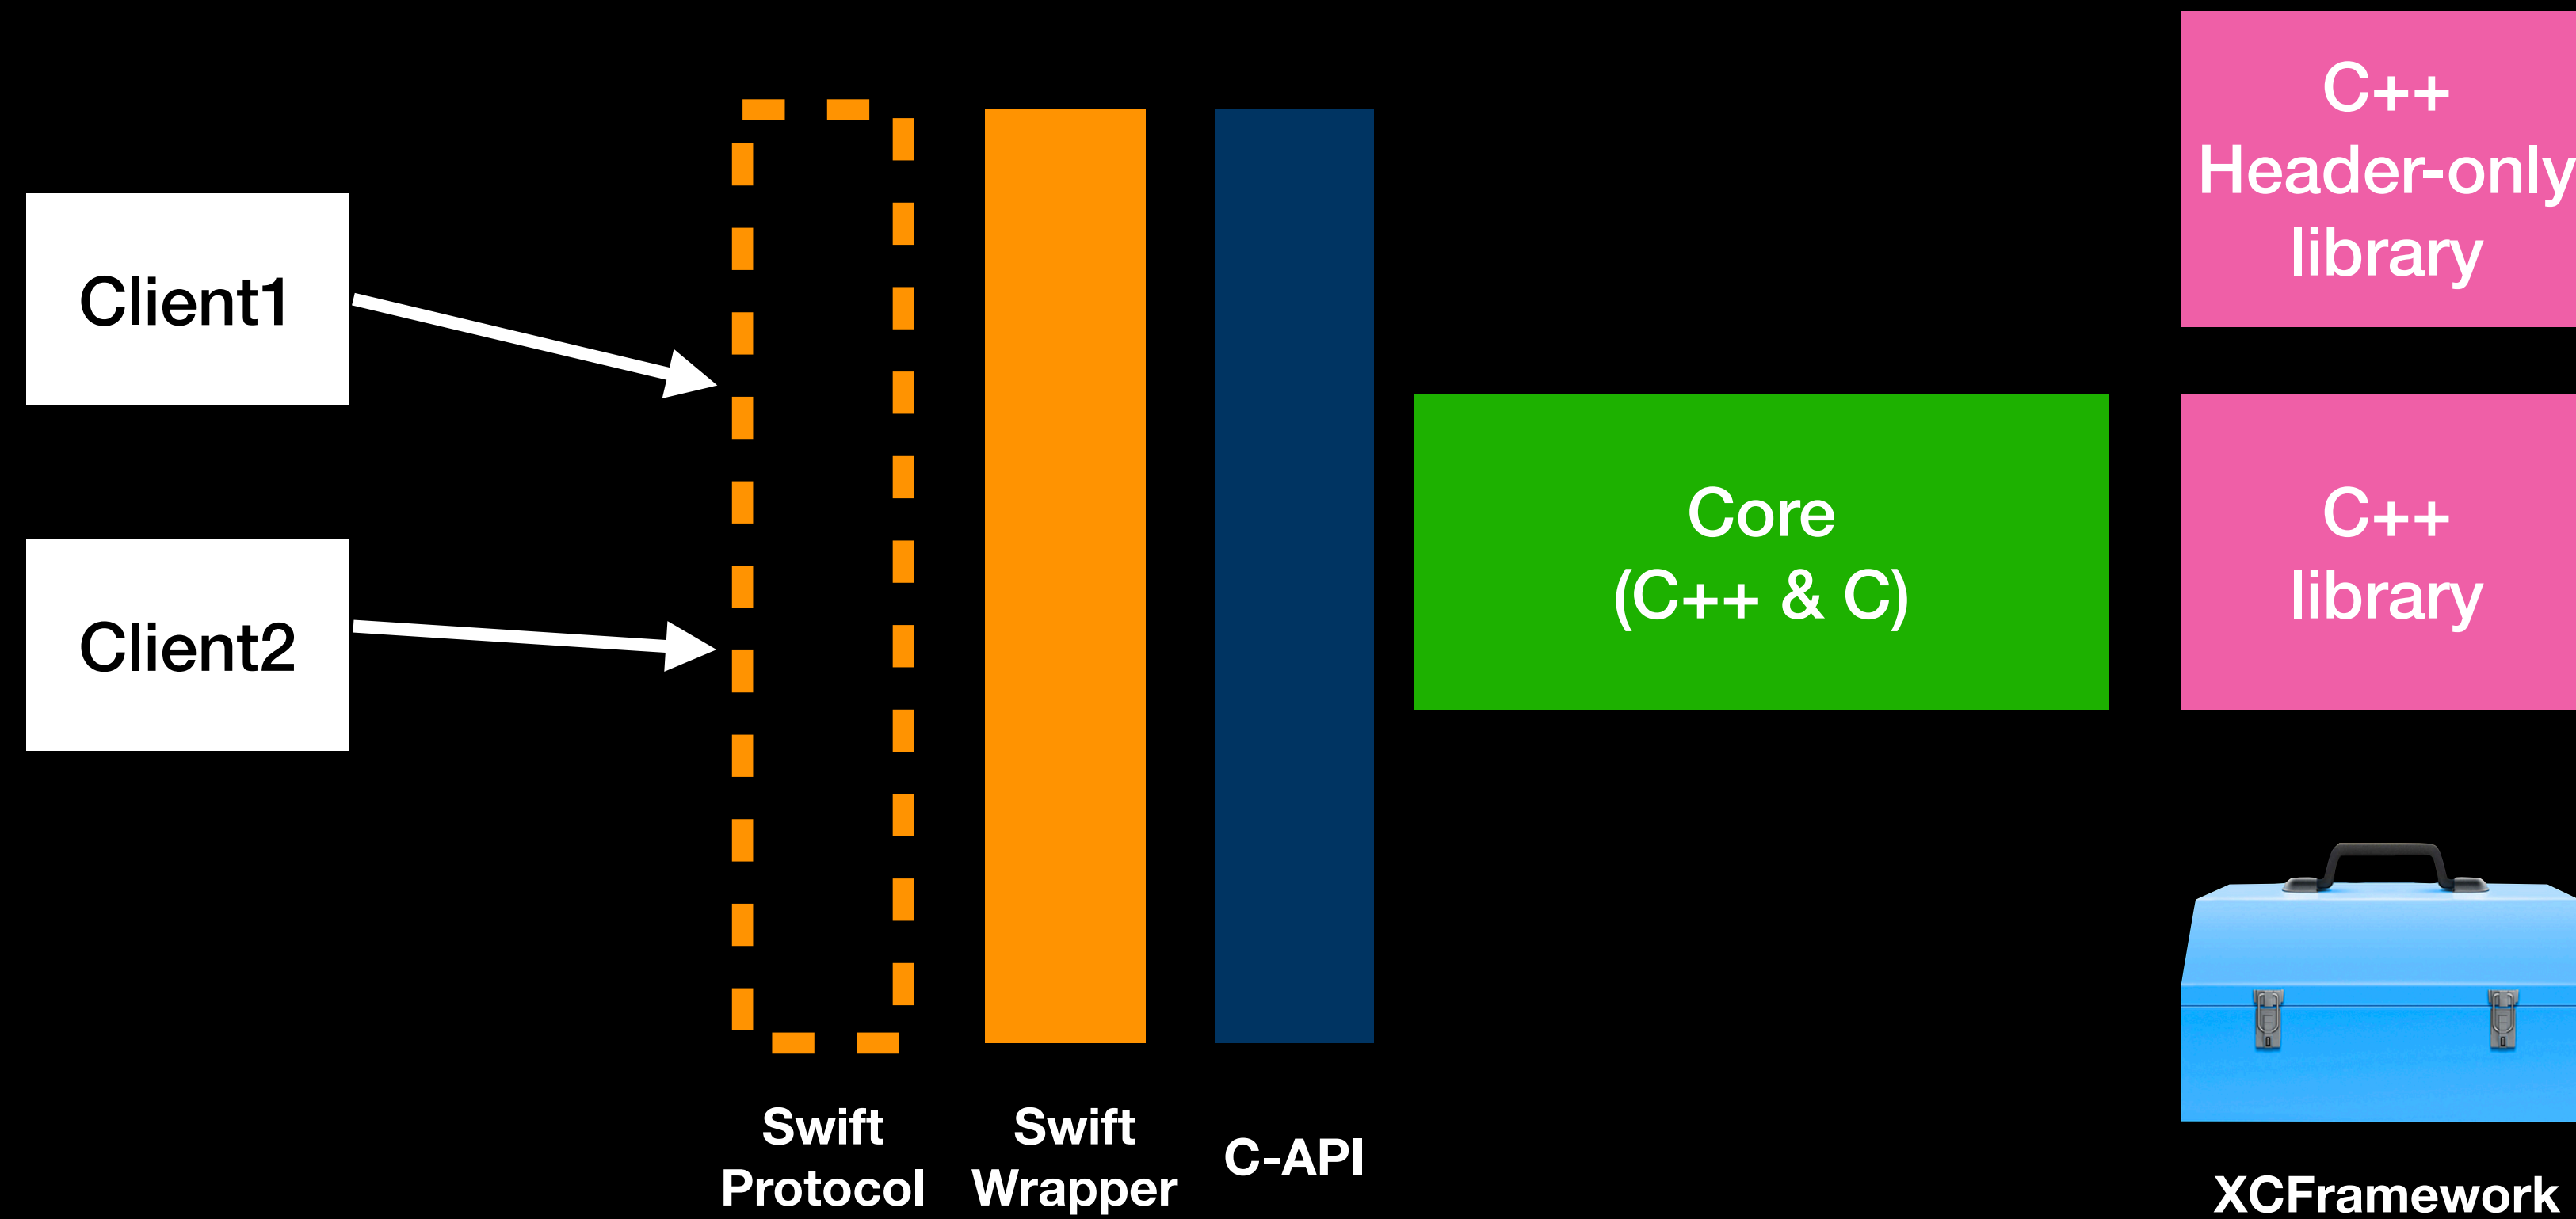 Client1
Client2
Swift
Protocol
Swift
Wrapper
C-API
Core
(C++ & C)
C++
Header-only
library
C++
library
XCFramework